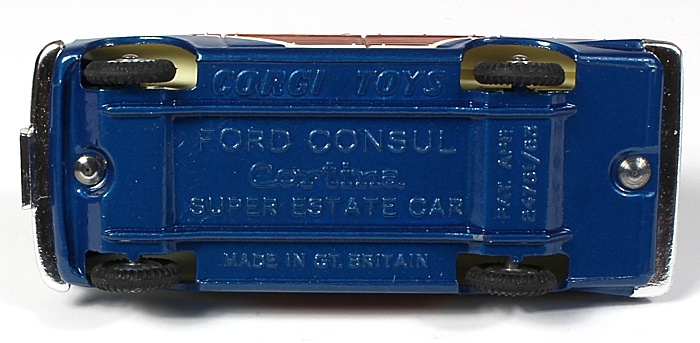 CORGI TOYS
FORD CONSUL
Cortina
SUPER ESTATE CAR
MADE IN GT. BRITAIN
PAT. APP.